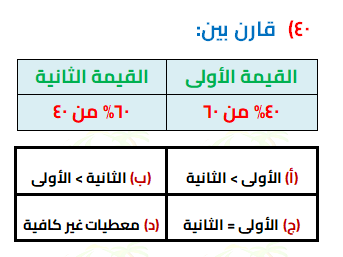 ٤٠) قارن بين:
القيمة الأولى القيمة الثانية
٤٠% من ٦٠ ٦٠% من ٤٠
(أ) الأولى > الثانية (ب) الثانية > الأولى
(ج) الأولى = الثانية (د) معطيات غير كافية